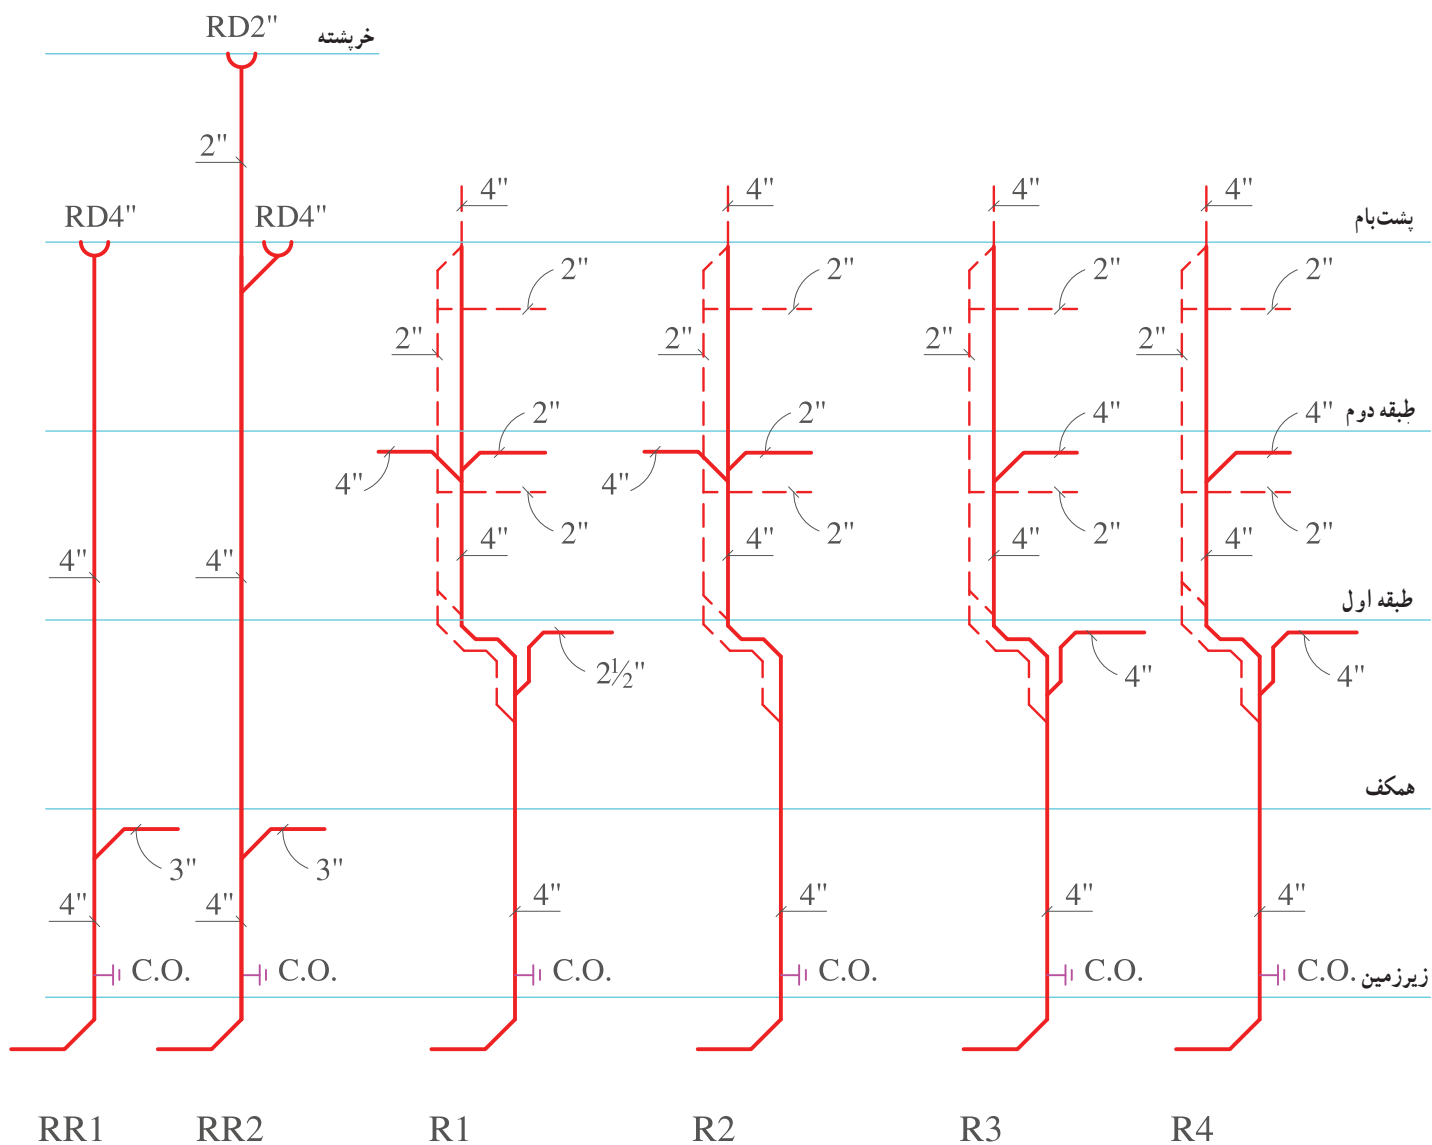 RD2" خرپشته
2"
4" 4" 4" 4"
RD4" RD4" پشت‌بام
2" 2" 2" 2"
2" 2" 2" 2"
2" 2" 4" 4" طبقه دوم
4" 4"
2" 2" 2" 2"
4" 4" 4" 4" 4" 4"
طبقه اول
2½" 4" 4"
همکف
3" 3"
4" 4" 4" 4" 4" 4"
C.O. C.O. C.O. C.O. C.O. C.O. زیرزمین
RR1 RR2 R1 R2 R3 R4